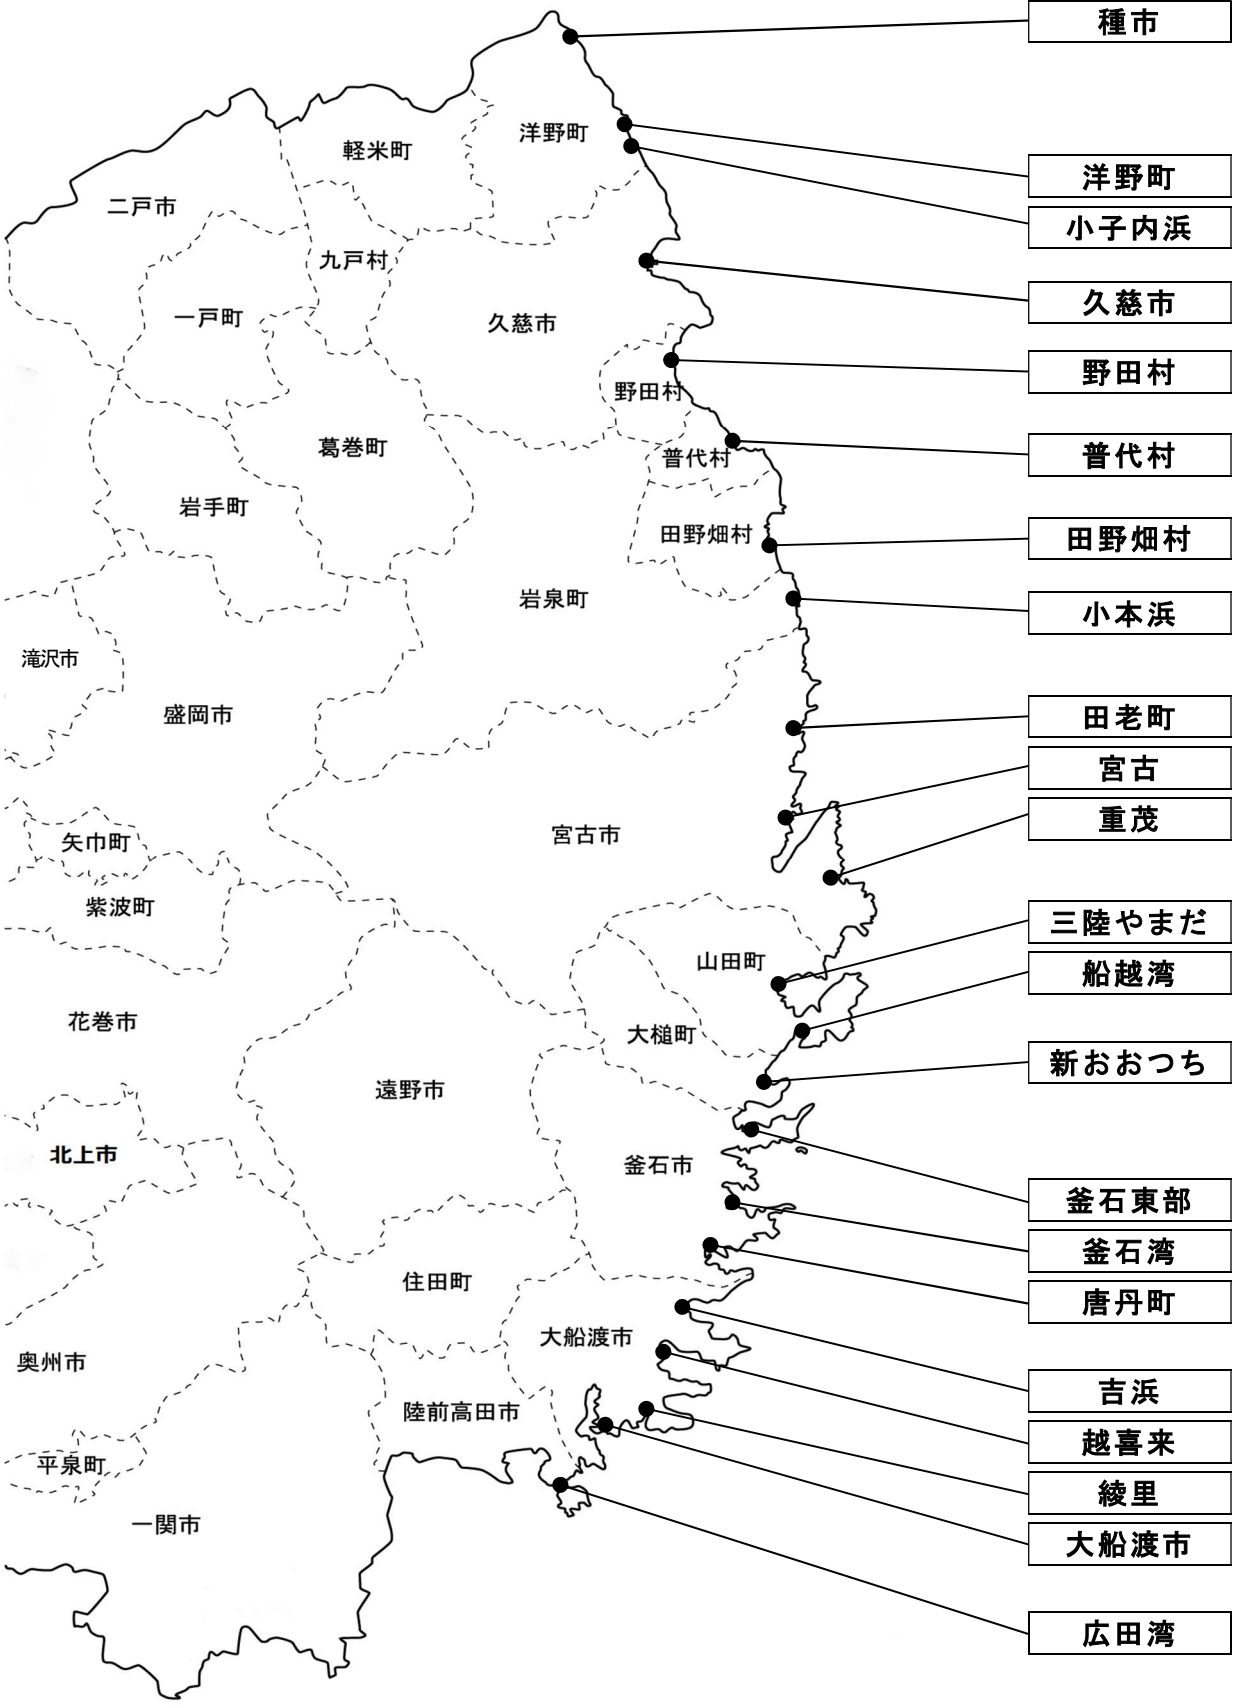 種市
洋野町
小子内浜
久慈市
野田村
普代村
田野畑村
小本浜
田老町
宮古
重茂
三陸やまだ
船越湾
新おおつち
釜石東部
釜石湾
唐丹町
吉浜
越喜来
綾里
大船渡市
広田湾
洋野町
軽米町
二戸市
九戸村
一戸町
久慈市
野田村
葛巻町
普代村
岩手町
田野畑村
岩泉町
滝沢市
盛岡市
宮古市
矢巾町
紫波町
山田町
花巻市
大槌町
遠野市
北上市
釜石市
住田町
大船渡市
奥州市
陸前高田市
平泉町
一関市